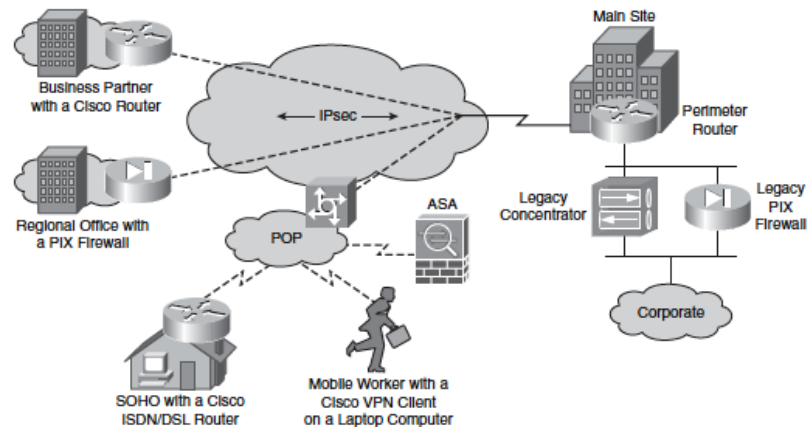 Main Site
Business Partner
with a Cisco Router
IPsec
Perimeter
Router
Regional Office with
a PIX Firewall
ASA
Legacy
Concentrator
Legacy
PIX
Firewall
POP
Corporate
SOHO with a Cisco
ISDN/DSL Router
Mobile Worker with a
Cisco VPN Client
on a Laptop Computer